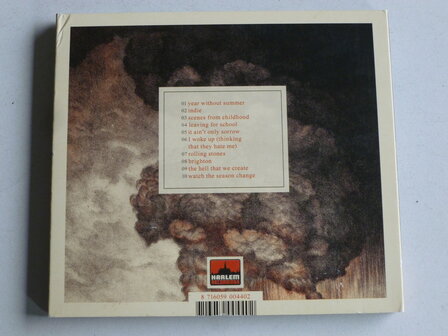 01 year without summer
02 indie
03 scenes from childhood
04 leaving for school
05 it ain't only sorrow
06 I woke up (thinking
that they hate me)
07 rolling stones
08 brighton
09 the hell that we create
10 watch the season change
HARLEM
8 716059 004402